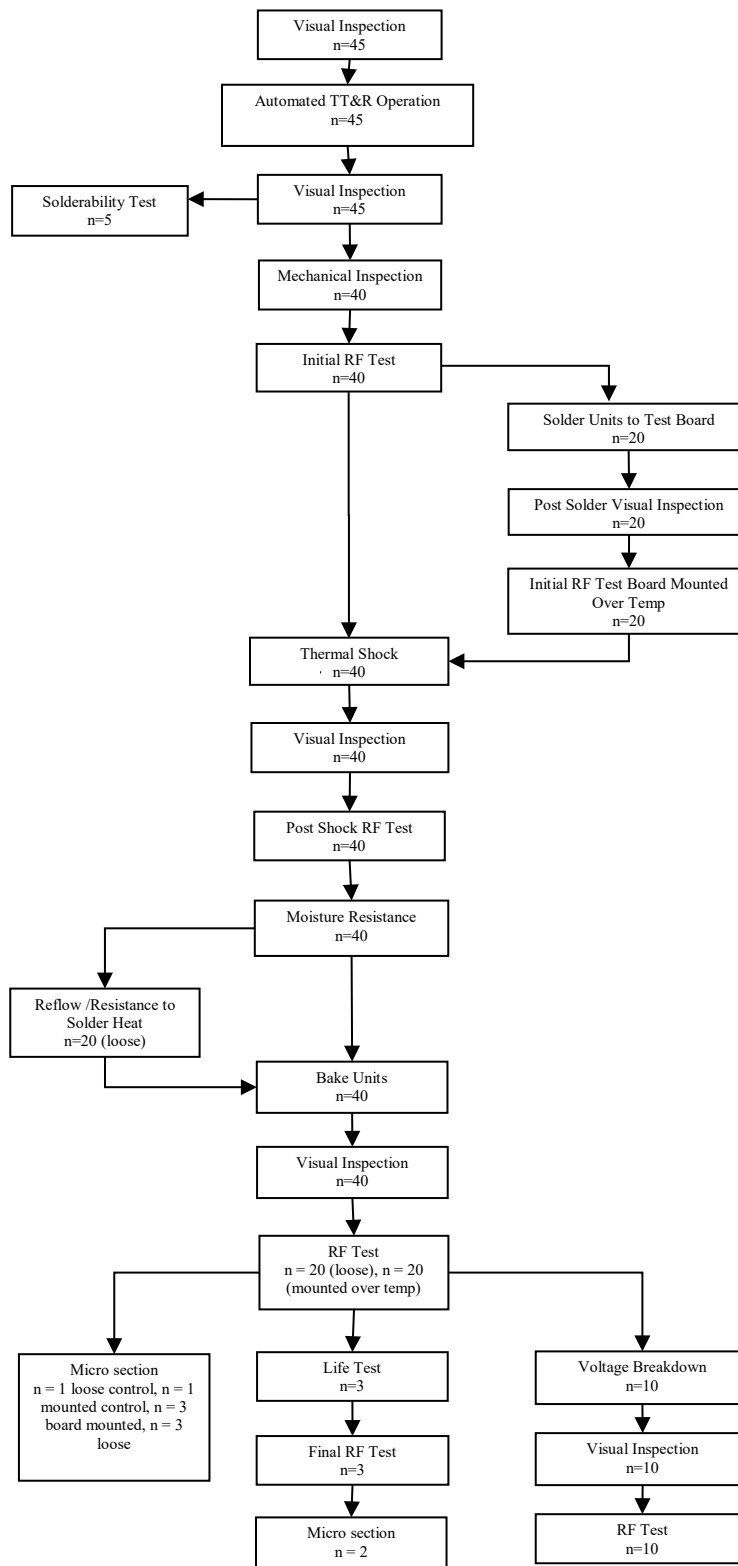 Visual Inspection
n=45
Automated TT&R Operation
n=45
Solderability Test
n=5
Visual Inspection
n=45
Mechanical Inspection
n=40
Initial RF Test
n=40
Solder Units to Test Board
n=20
Post Solder Visual Inspection
n=20
Initial RF Test Board Mounted
Over Temp
n=20
Thermal Shock
n=40
Visual Inspection
n=40
Post Shock RF Test
n=40
Moisture Resistance
n=40
Reflow /Resistance to
Solder Heat
n=20 (loose)
Bake Units
n=40
Visual Inspection
n=40
RF Test
n = 20 (loose), n = 20
(mounted over temp)
Micro section
n = 1 loose control, n = 1
mounted control, n = 3
board mounted, n = 3
loose
Life Test
n=3
Voltage Breakdown
n=10
Final RF Test
n=3
Visual Inspection
n=10
Micro section
n = 2
RF Test
n=10